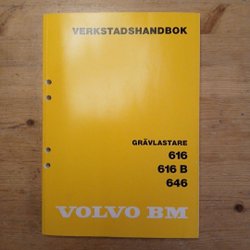 VERKSTADSHANDBOK
GRÄVLASTARE
616
616 B
646
VOLVO BM